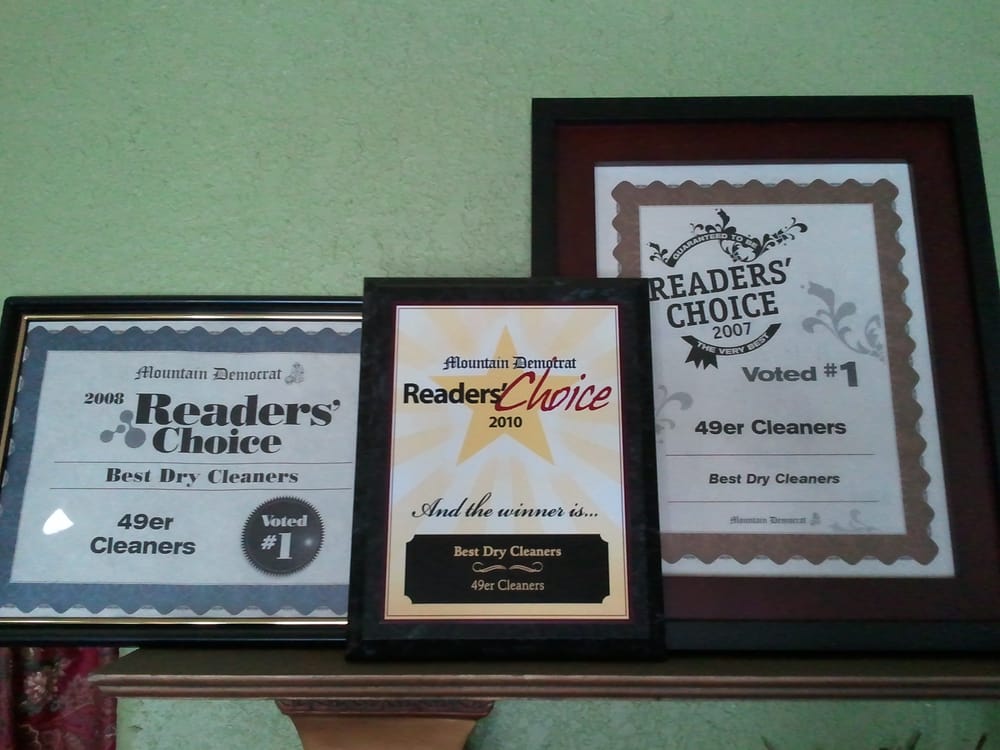 Mountain Democrat
2008 Readers'
Choice
Best Dry Cleaners
49er
Cleaners
Voted
#1
Mountain Democrat
Readers' Choice
2010
And the winner is...
Best Dry Cleaners
49er Cleaners
GUARANTEED TO BE
READERS'
CHOICE
2007
THE VERY BEST
Voted #1
49er Cleaners
Best Dry Cleaners
Mountain Democrat